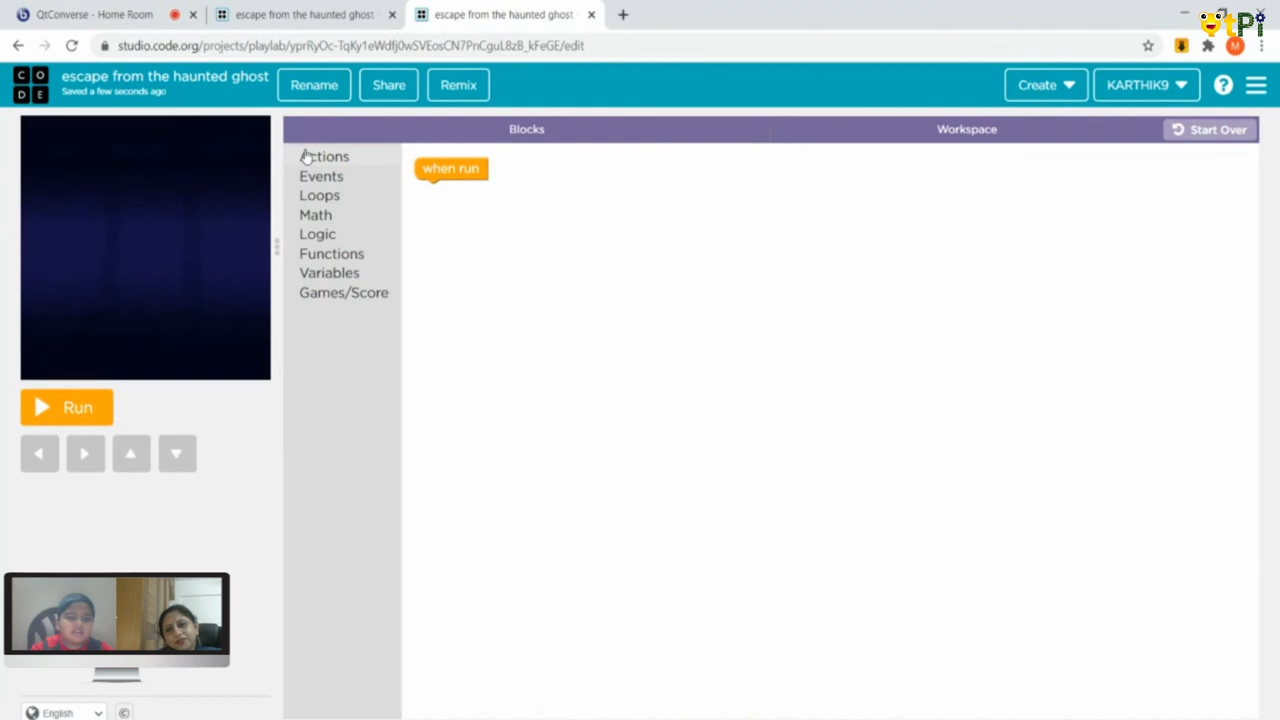 QtConverse - Home Room
escape from the haunted ghost
escape from the haunted ghost
QtPi
studio.code.org/projects/playlab/yprRyOc-TqKy1eWdfj0wSVEosCN7PnCguL8zB_kFeGE/edit
M
CODE
escape from the haunted ghost
Saved a few seconds ago
Rename
Share
Remix
Create
KARTHIK9
Blocks
Workspace
Start Over
Actions
Events
Loops
Math
Logic
Functions
Variables
Games/Score
when run
Run
English